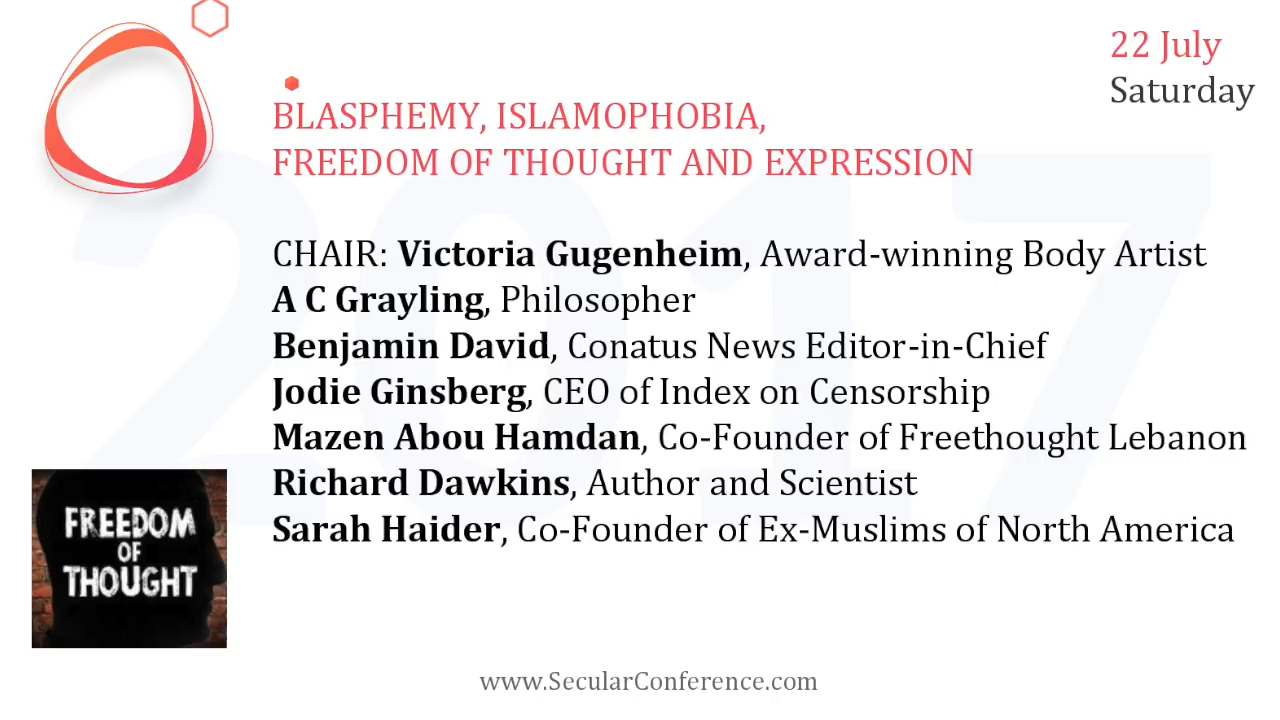 22 July
Saturday
BLASPHEMY, ISLAMOPHOBIA,
FREEDOM OF THOUGHT AND EXPRESSION
2017
CHAIR: Victoria Gugenheim, Award-winning Body Artist
A C Grayling, Philosopher
Benjamin David, Conatus News Editor-in-Chief
Jodie Ginsberg, CEO of Index on Censorship
Mazen Abou Hamdan, Co-Founder of Freethought Lebanon
Richard Dawkins, Author and Scientist
Sarah Haider, Co-Founder of Ex-Muslims of North America
FREEDOM
OF
THOUGHT
www.SecularConference.com